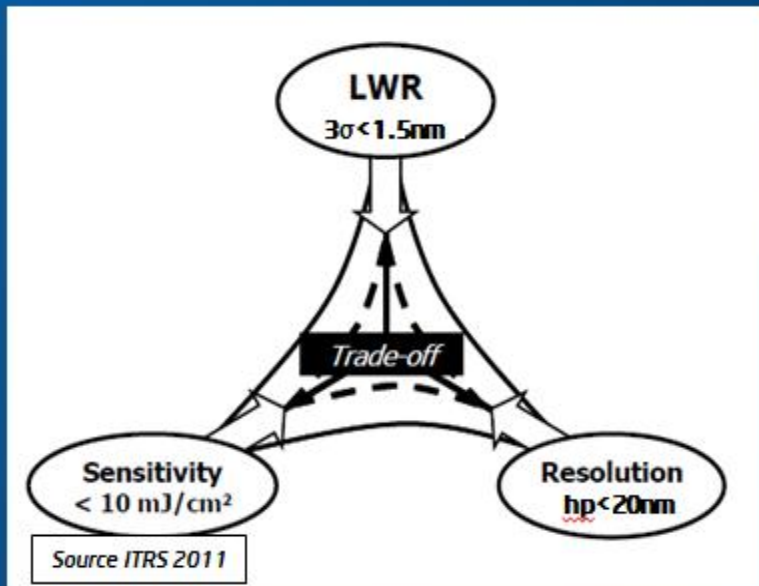 LWR
3σ<1.5nm
Trade-off
Sensitivity
< 10 mJ/cm²
Resolution
hp<20nm
Source ITRS 2011